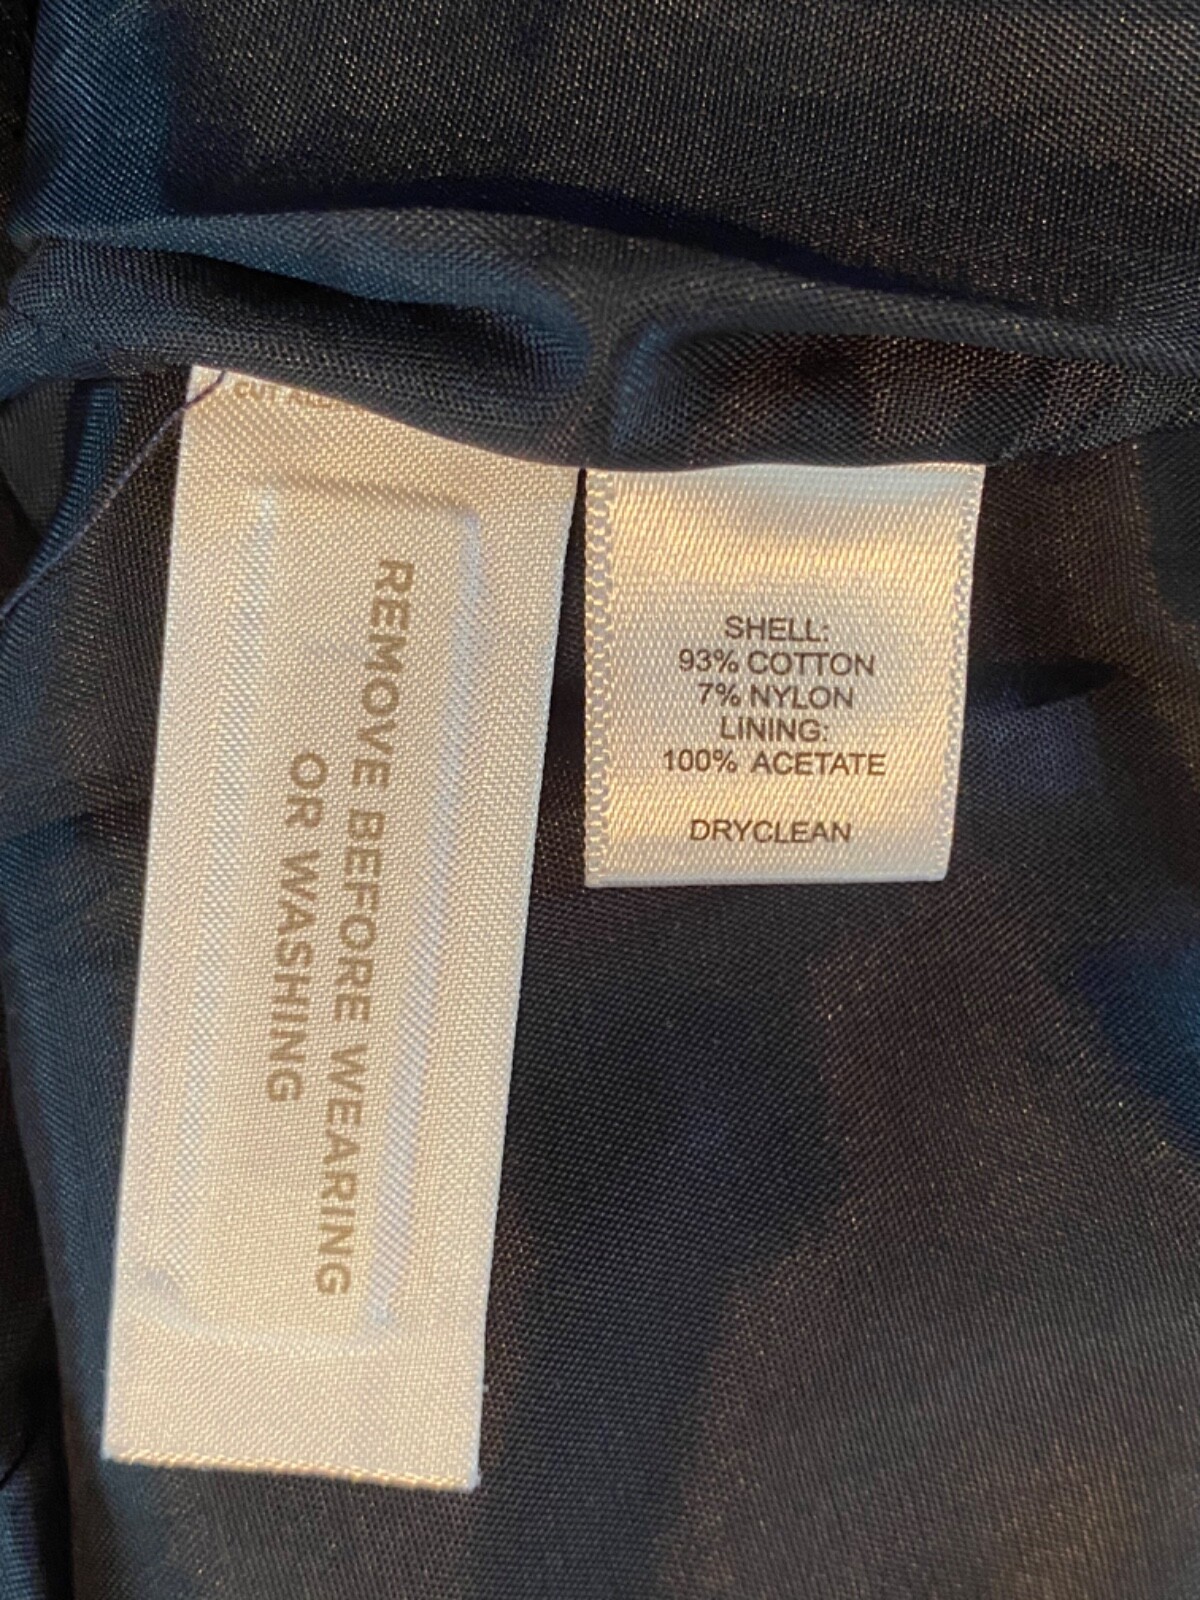 REMOVE BEFORE WEARING
OR WASHING
SHELL:
93% COTTON
7% NYLON
LINING:
100% ACETATE
DRYCLEAN